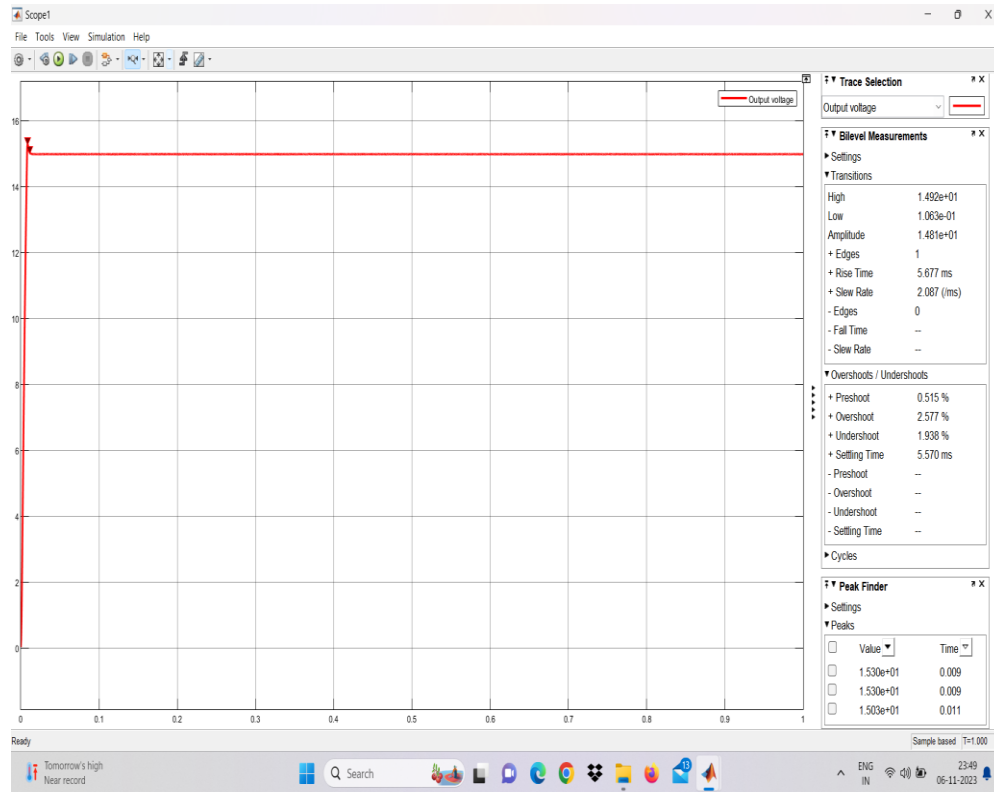 Scope1
File Tools View Simulation Help
Output voltage
16
14
12
10
8
6
4
2
0
0 0.1 0.2 0.3 0.4 0.5 0.6 0.7 0.8 0.9 1
Trace Selection
Output voltage
Bilevel Measurements
Settings
Transitions
High 1.492e+01
Low 1.063e-01
Amplitude 1.481e+01
+ Edges 1
+ Rise Time 5.677 ms
+ Slew Rate 2.087 (/ms)
- Edges 0
- Fall Time --
- Slew Rate --
Overshoots / Undershoots
+ Preshoot 0.515 %
+ Overshoot 2.577 %
+ Undershoot 1.938 %
+ Settling Time 5.570 ms
- Preshoot --
- Overshoot --
- Undershoot --
- Settling Time --
Cycles
Peak Finder
Settings
Peaks
Value Time
1.530e+01 0.009
1.530e+01 0.009
1.503e+01 0.011
Ready
Sample based T=1.000
Tomorrow's high
Near record
Search
13
ENG
IN
23:49
06-11-2023